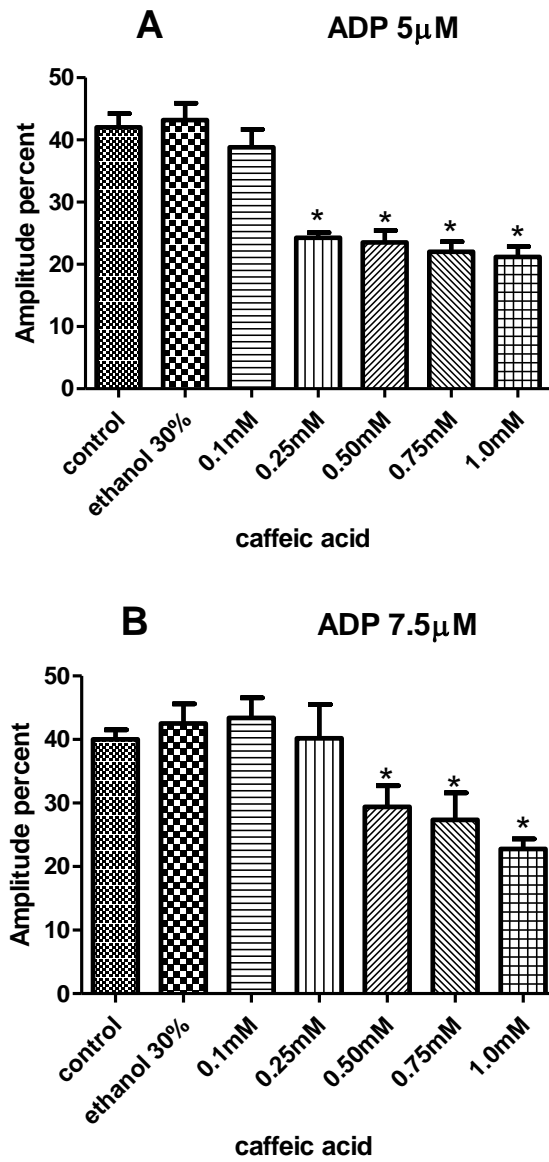 A ADP 5μM
Amplitude percent
50
40
30
20
10
0
* * * *
control ethanol 30% 0.1mM 0.25mM 0.50mM 0.75mM 1.0mM
caffeic acid
B ADP 7.5μM
Amplitude percent
50
40
30
20
10
0
* * *
control ethanol 30% 0.1mM 0.25mM 0.50mM 0.75mM 1.0mM
caffeic acid